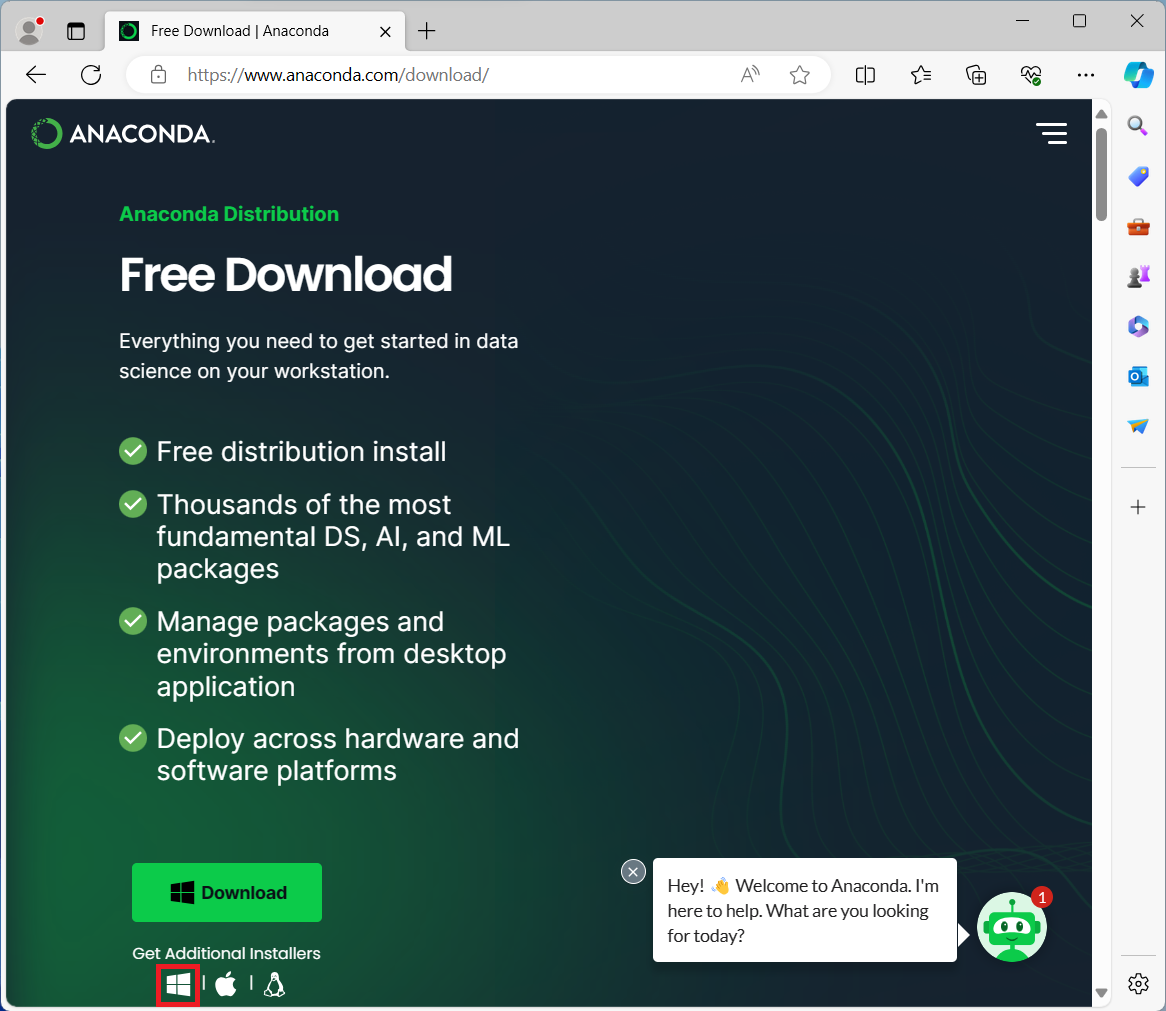 Free Download | Anaconda
https://www.anaconda.com/download/
ANACONDA.
Anaconda Distribution
Free Download
Everything you need to get started in data
science on your workstation.
Free distribution install
Thousands of the most
fundamental DS, AI, and ML
packages
Manage packages and
environments from desktop
application
Deploy across hardware and
software platforms
Download
Get Additional Installers
| |
Hey! 👋 Welcome to Anaconda. I'm
here to help. What are you looking
for today?
1